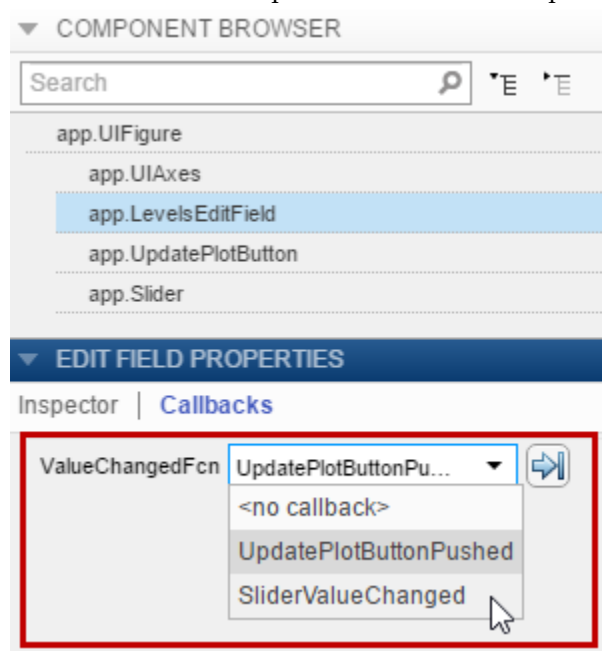 COMPONENT BROWSER
Search
app.UIFigure
app.UIAxes
app.LevelsEditField
app.UpdatePlotButton
app.Slider
EDIT FIELD PROPERTIES
Inspector | Callbacks
ValueChangedFcn UpdatePlotButtonPu...
<no callback>
UpdatePlotButtonPushed
SliderValueChanged